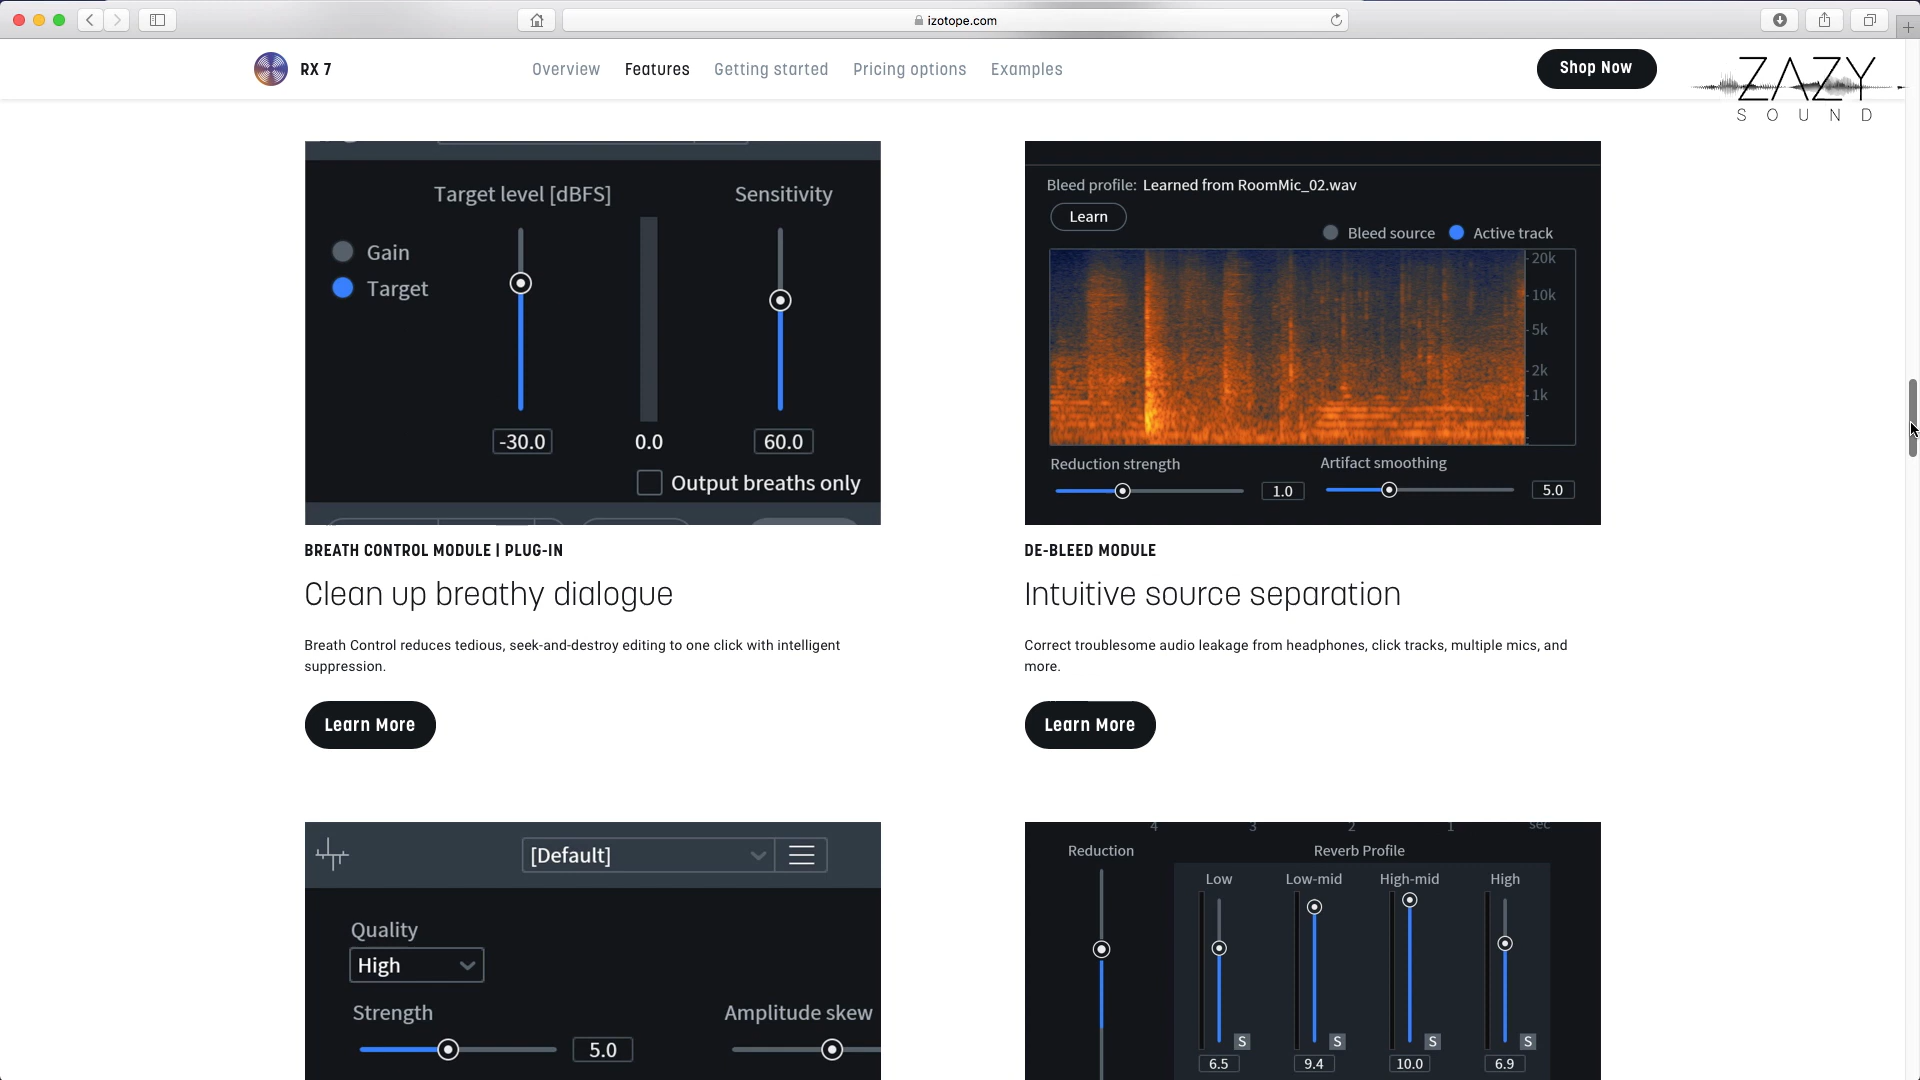 izotope.com
RX 7
Overview
Features
Getting started
Pricing options
Examples
Shop Now
ZAZY
SOUND
Target level [dBFS]
Sensitivity
Gain
Target
-30.0
0.0
60.0
Output breaths only
BREATH CONTROL MODULE | PLUG-IN
Clean up breathy dialogue
Breath Control reduces tedious, seek-and-destroy editing to one click with intelligent
suppression.
Learn More
Bleed profile: Learned from RoomMic_02.wav
Learn
Bleed source
Active track
20k
10k
5k
2k
1k
Reduction strength
1.0
Artifact smoothing
5.0
DE-BLEED MODULE
Intuitive source separation
Correct troublesome audio leakage from headphones, click tracks, multiple mics, and
more.
Learn More
[Default]
Quality
High
Strength
5.0
Amplitude skew
4 3 2 1 sec
Reduction
Reverb Profile
Low Low-mid High-mid High
S S S S
6.5 9.4 10.0 6.9